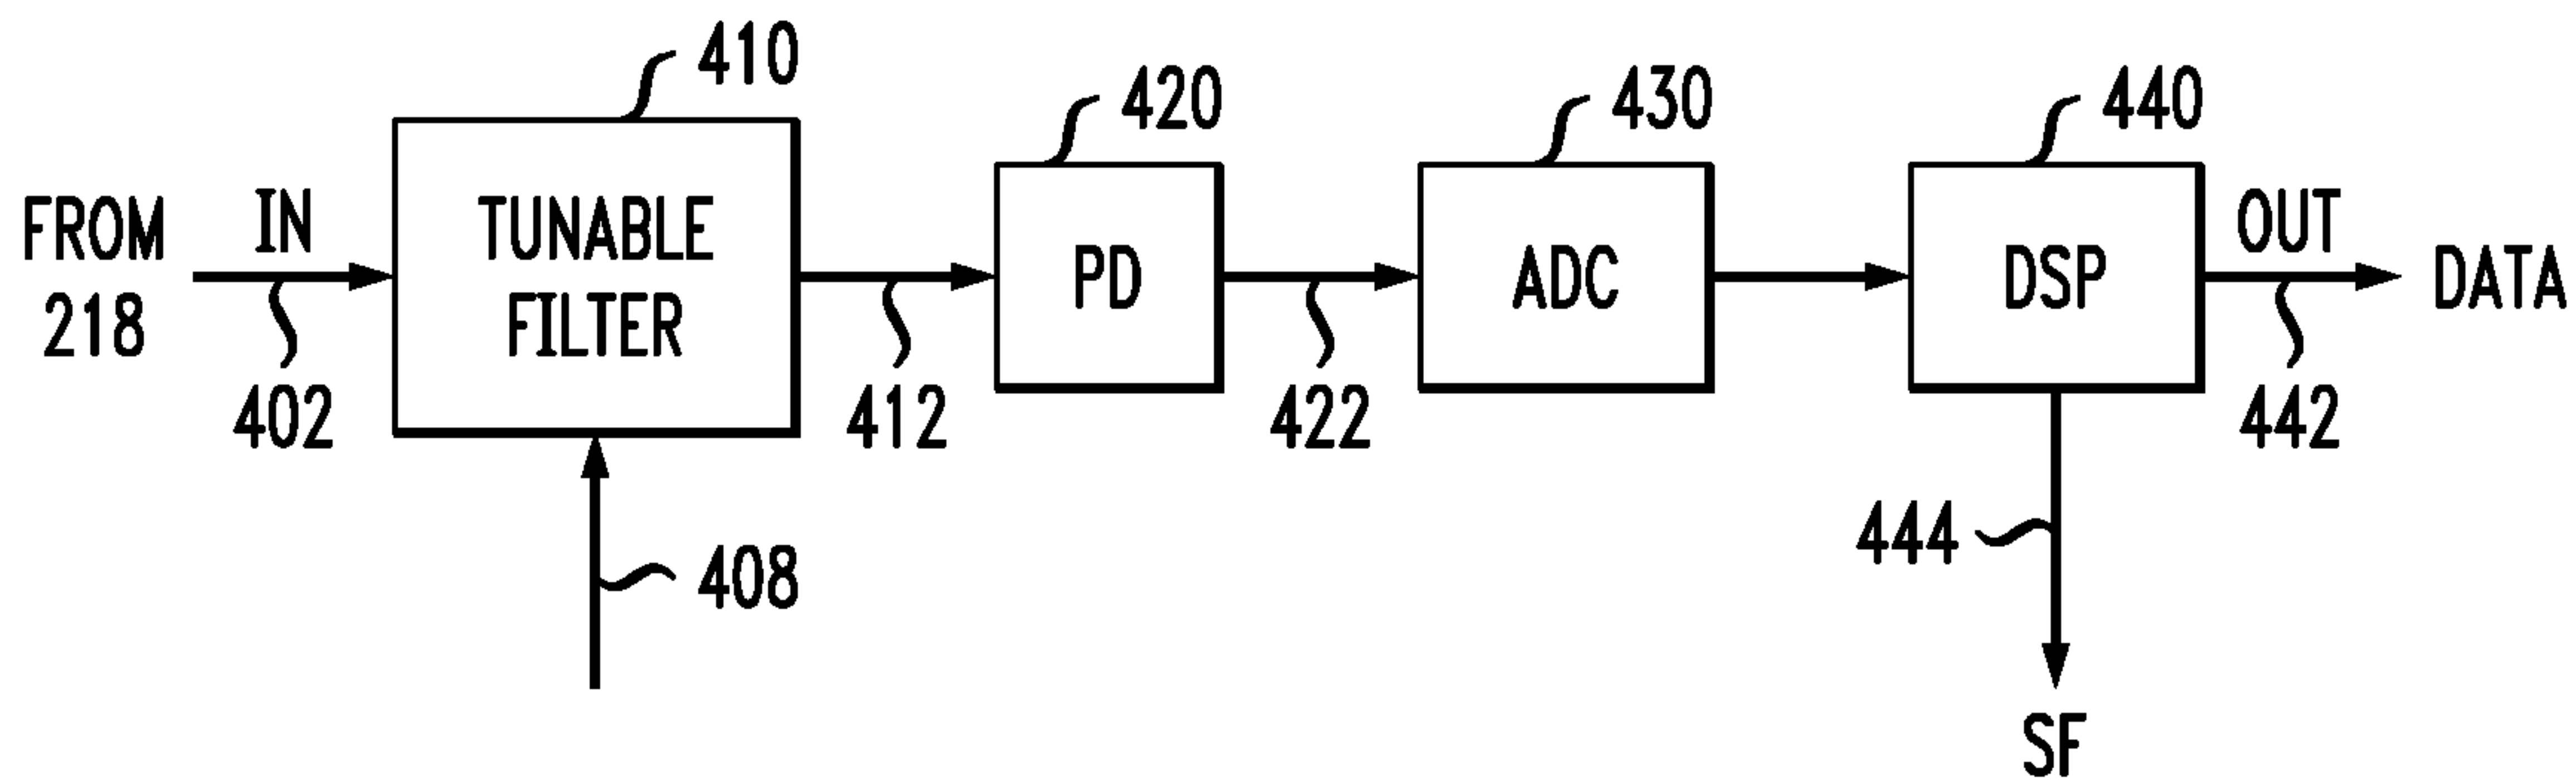 410
420
430
440
FROM
218
IN
402
TUNABLE
FILTER
412
PD
422
ADC
DSP
OUT
442
DATA
408
444
SF